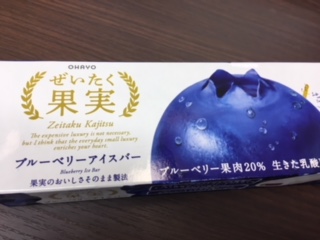 OHAYO
ぜいたく
果実
Zeitaku Kajitsu
The expensive luxury is not necessary,
but I think that the everyday small luxury
enriches your heart.
ブルーベリーアイスバー
Blueberry Ice Bar
果実のおいしさそのまま製法
ブルーベリー果肉20% 生きた乳酸